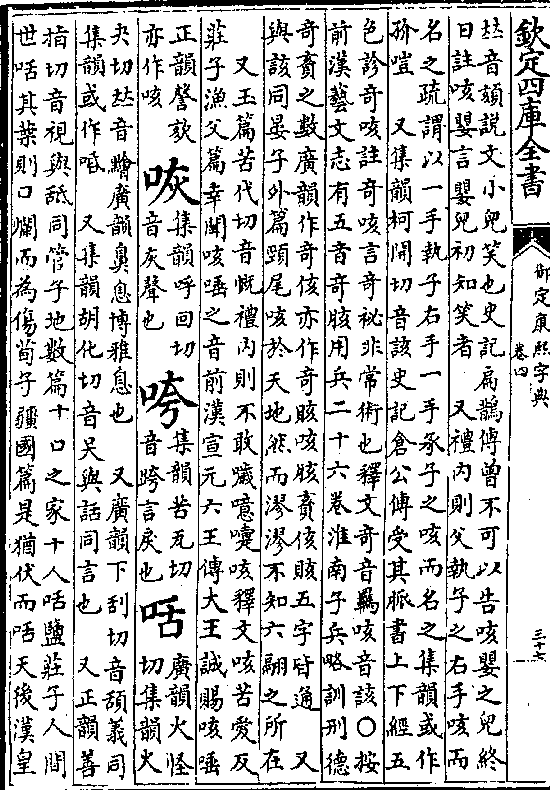 欽定四庫全書
御定康熙字典
卷四
三十六
𠀤音頦說文小兒笑也史記扁鵲傳曾不可以告咳嬰之兒終
日註咳嬰言嬰兒初知笑者 又禮內則父執子之右手咳而
名之疏謂以一手執子右手一手承子之咳而名之集韻或作
嘊 又集韻柯開切音該史記倉公傳受其脈書上下經五
色診奇咳註奇咳言奇祕非常術也釋文奇音羈咳音該○按
前漢藝文志有五音奇胲用兵二十六卷淮南子兵略訓刑德
奇賌之數廣韻作奇侅亦作奇賅咳胲賌侅賅五字皆通 又
與該同晏子外篇頸尾咳於天地然而漻漻不知六翮之所在
又玉篇苦代切音慨禮內則不敢噦噫嚏咳釋文咳苦愛反
莊子漁父篇幸聞咳唾之音前漢宣元六王傳大王誠賜咳唾
正韻謦欬
亦作咳
咴
集韻呼回切
音灰聲也
咵
集韻苦瓦切
音跨言戾也
咶
廣韻火怪
切集韻火
夬切𠀤音䜋廣韻鼻息博雅息也 又廣韻下刮切音頢義同
集韻或作㖧 又集韻胡化切音吴與話同言也 又正韻善
指切音視與舐同管子地數篇十口之家十人咶鹽莊子人間
世咶其葉則口爛而為傷荀子彊國篇是猶伏而咶天後漢皇